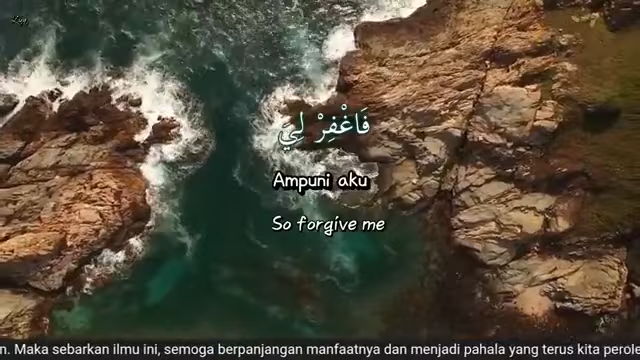 فَاغْفِرْ لِيَ
Ampuni aku
So forgive me
n. Maka sebarkan ilmu ini, semoga berpanjangan manfaatnya dan menjadi pahala yang terus kita perole